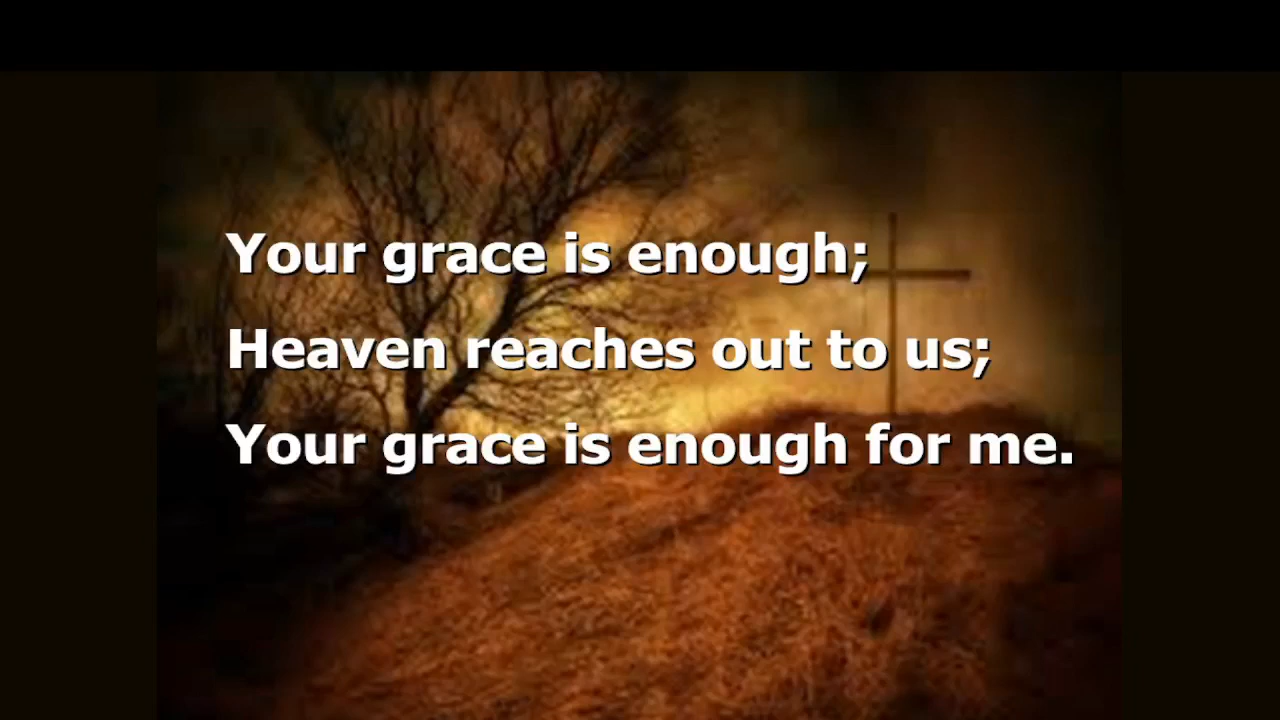 Your grace is enough;
Heaven reaches out to us;
Your grace is enough for me.